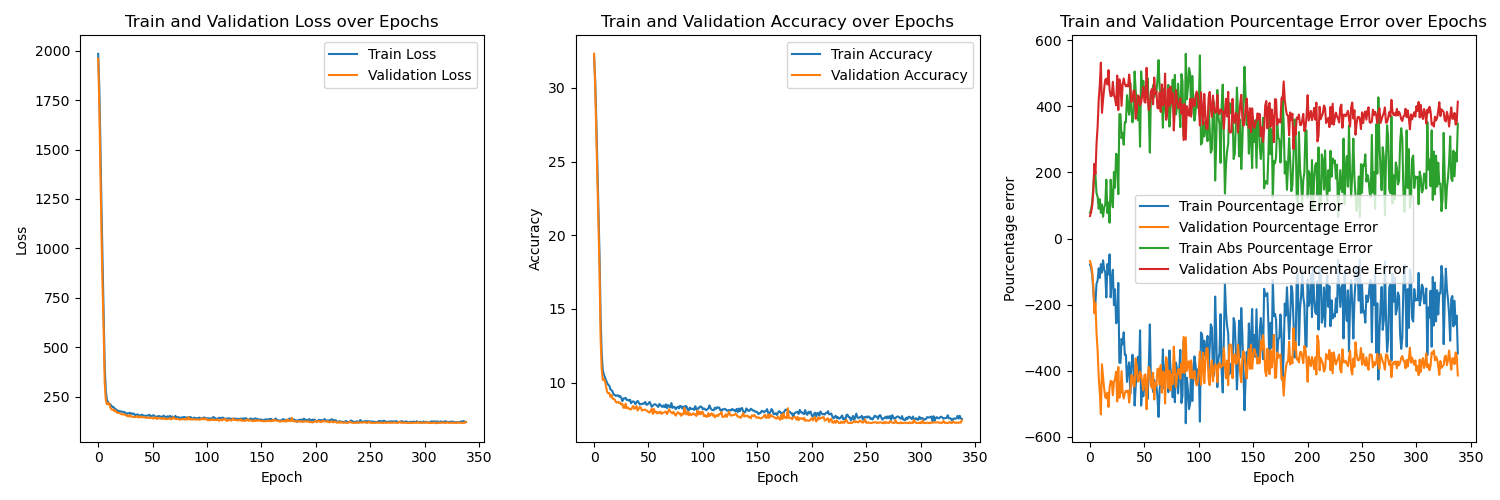 Train and Validation Loss over Epochs
2000
1750
1500
1250
1000
750
500
250
Loss
Train Loss
Validation Loss
0 50 100 150 200 250 300 350
Epoch
Train and Validation Accuracy over Epochs
30
25
20
15
10
Accuracy
Train Accuracy
Validation Accuracy
0 50 100 150 200 250 300 350
Epoch
Train and Validation Pourcentage Error over Epochs
600
400
200
0
−200
−400
−600
Pourcentage error
Train Pourcentage Error
Validation Pourcentage Error
Train Abs Pourcentage Error
Validation Abs Pourcentage Error
0 50 100 150 200 250 300 350
Epoch